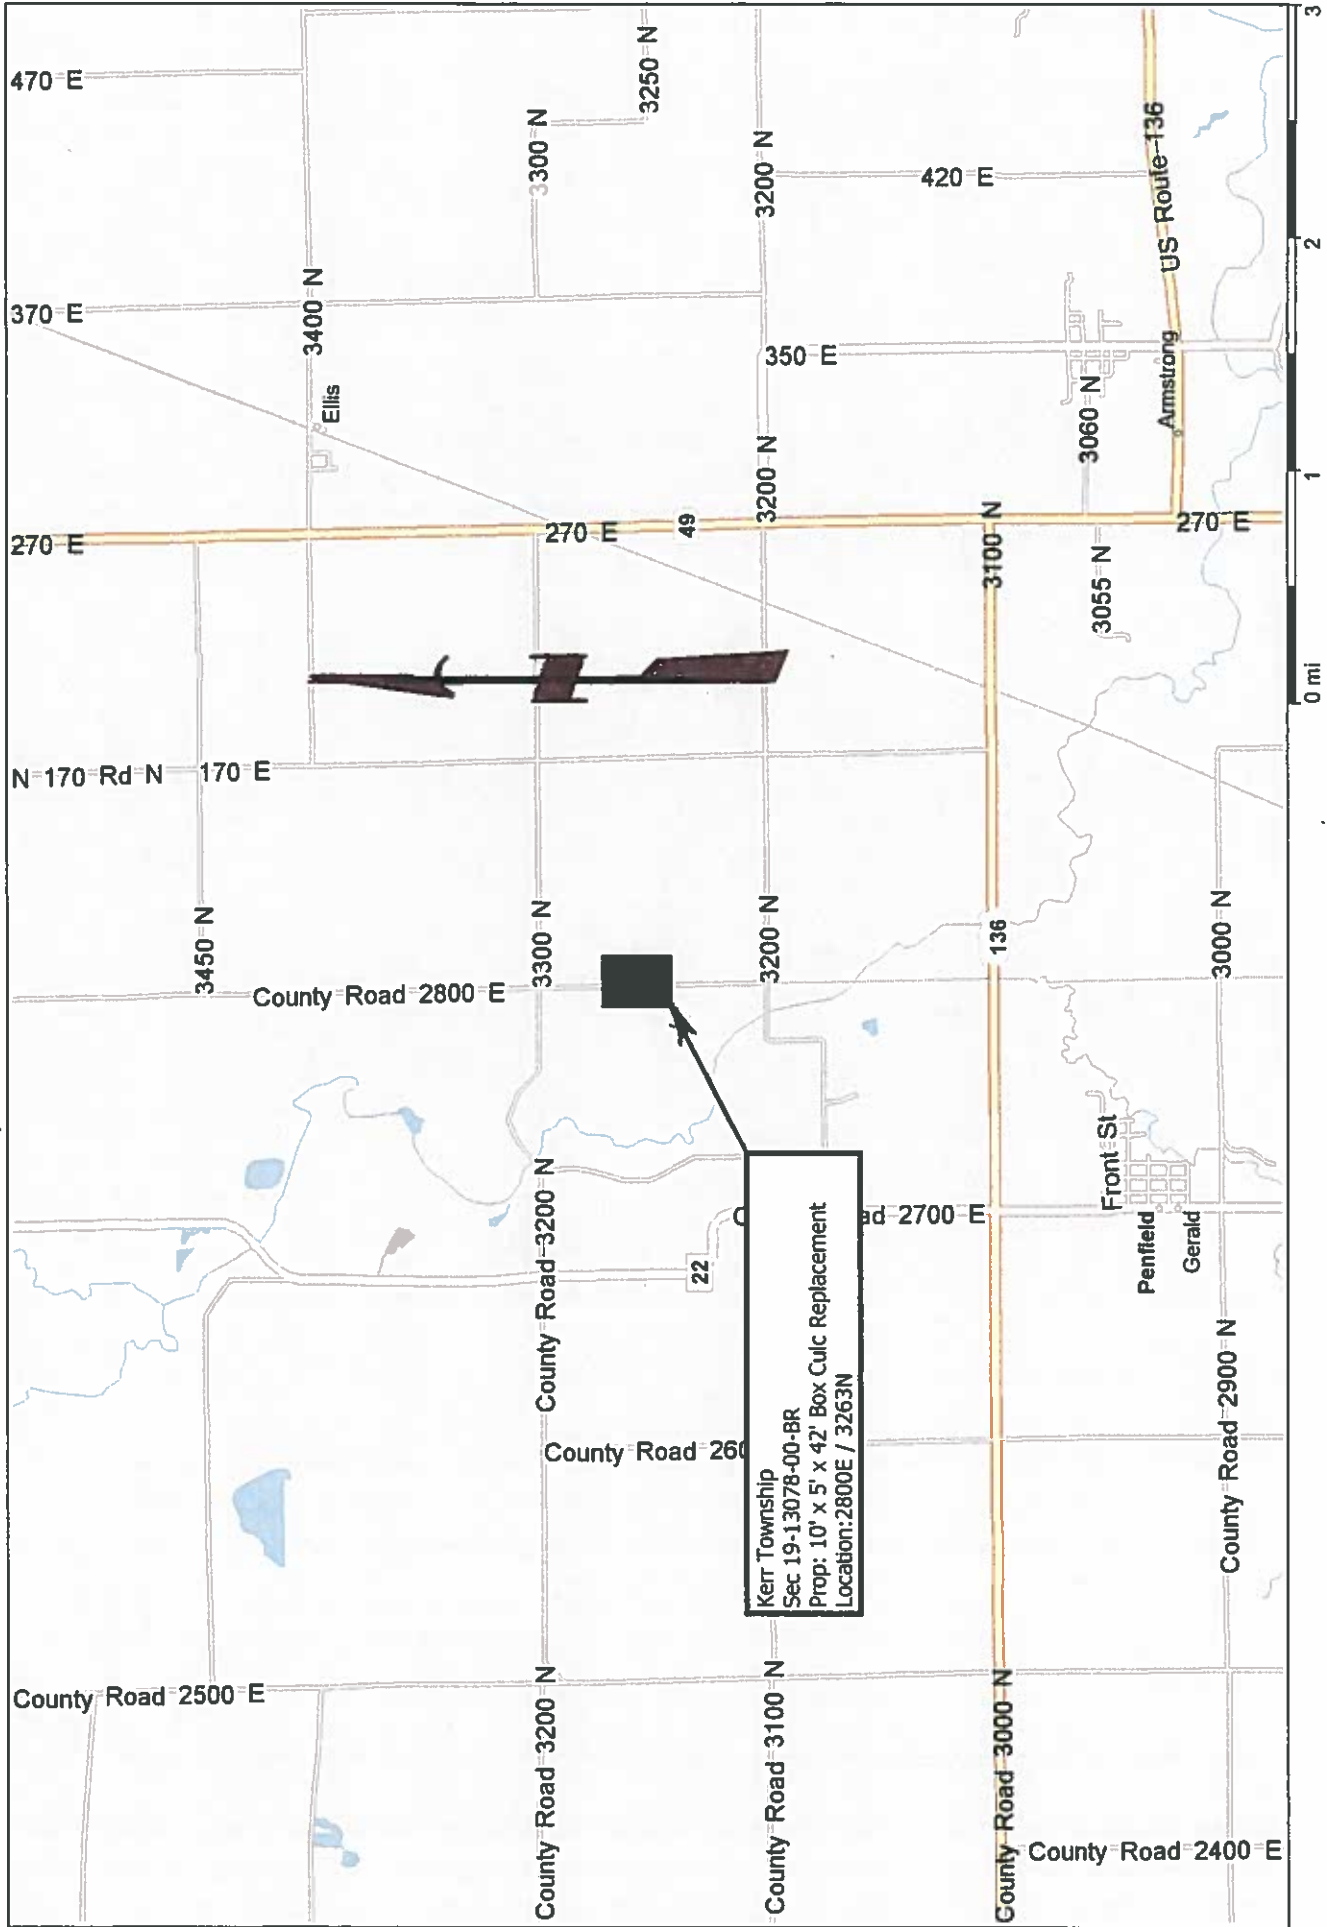 470 E
370 E
270 E
N 170 Rd N
170 E
3450 N
County Road 2800 E
County Road 2500 E
3400 N
Ellis
3250 N
3300 N
3200 N
420 E
US Route 136
350 E
3060 N
Armstrong
270 E
49
3200 N
3100 N
270 E
3055 N
3300 N
3200 N
136
3000 N
County Road 3200 N
22
ad 2700 E
Front St
Penfield
Gerald
County Road 260
Kerr Township
Sec 19-13078-00-BR
Prop: 10' x 5' x 42' Box Culc Replacement
Location:2800E / 3263N
County Road 2900 N
County Road 3200 N
County Road 3100 N
County Road 3000 N
County Road 2400 E
0 mi
1
2
3